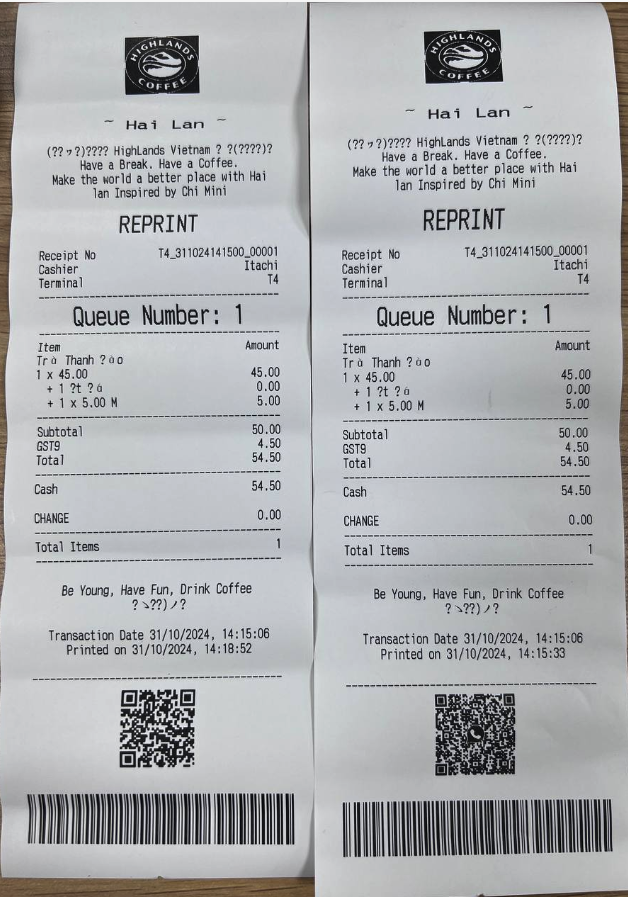 HIGHLANDS
COFFEE
~ Hai Lan ~
(??ッ?)???? HighLands Vietnam ? ?(????)?
Have a Break. Have a Coffee.
Make the world a better place with Hai
lan Inspired by Chi Mini
REPRINT
Receipt No T4_311024141500_00001
Cashier Itachi
Terminal T4
Queue Number: 1
Item Amount
Trà Thanh ?ào
1 x 45.00 45.00
+ 1 ?t ?á 0.00
+ 1 x 5.00 M 5.00
Subtotal 50.00
GST9 4.50
Total 54.50
Cash 54.50
CHANGE 0.00
Total Items 1
Be Young, Have Fun, Drink Coffee
?ヽ??)ノ?
Transaction Date 31/10/2024, 14:15:06
Printed on 31/10/2024, 14:18:52
HIGHLANDS
COFFEE
~ Hai Lan ~
(??ッ?)???? HighLands Vietnam ? ?(????)?
Have a Break. Have a Coffee.
Make the world a better place with Hai
lan Inspired by Chi Mini
REPRINT
Receipt No T4_311024141500_00001
Cashier Itachi
Terminal T4
Queue Number: 1
Item Amount
Trà Thanh ?ào
1 x 45.00 45.00
+ 1 ?t ?á 0.00
+ 1 x 5.00 M 5.00
Subtotal 50.00
GST9 4.50
Total 54.50
Cash 54.50
CHANGE 0.00
Total Items 1
Be Young, Have Fun, Drink Coffee
?ヽ??)ノ?
Transaction Date 31/10/2024, 14:15:06
Printed on 31/10/2024, 14:15:33